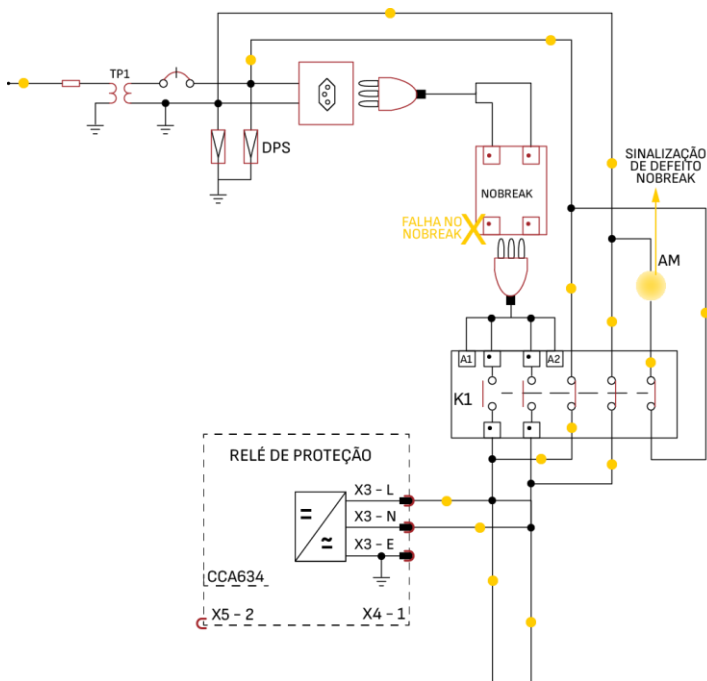 TP1
DPS
NOBREAK
FALHA NO
NOBREAK
SINALIZAÇÃO
DE DEFEITO
NOBREAK
AM
A1
A2
K1
RELÉ DE PROTEÇÃO
X3 - L
X3 - N
X3 - E
CCA634
X5 - 2
X4 - 1